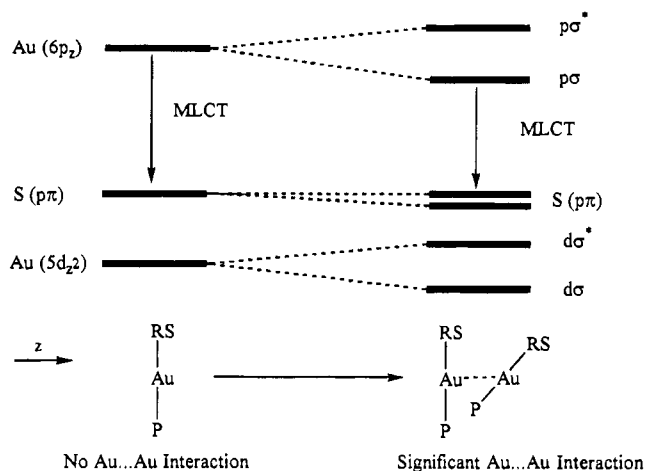 pσ*
Au (6p_z)
pσ
MLCT
MLCT
S (pπ)
S (pπ)
dσ*
Au (5d_z2)
dσ
z
RS
RS
Au
Au
Au
P
P
P
No Au...Au Interaction
Significant Au...Au Interaction